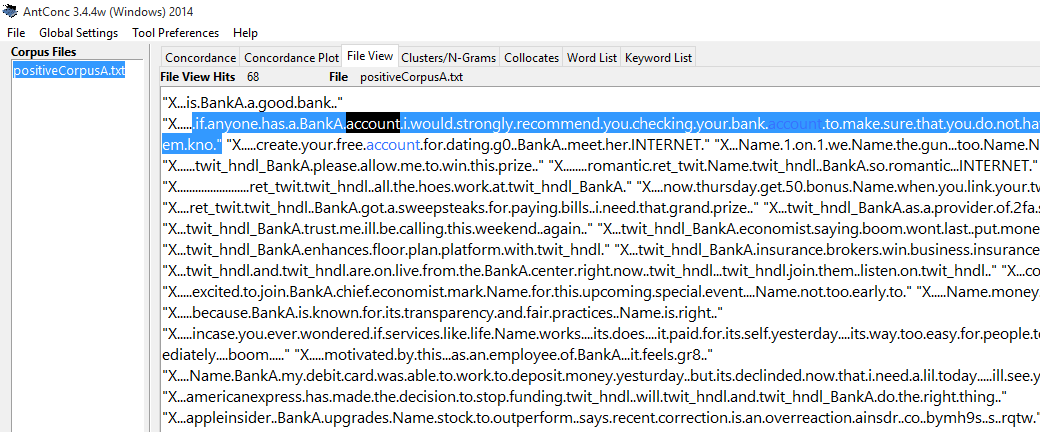 AntConc 3.4.4w (Windows) 2014
File Global Settings Tool Preferences Help
Corpus Files
positiveCorpusA.txt
Concordance Concordance Plot File View Clusters/N-Grams Collocates Word List Keyword List
File View Hits 68 File positiveCorpusA.txt
"X...is.BankA.a.good.bank.."
"X.....if.anyone.has.a.BankA.account.i.would.strongly.recommend.you.checking.your.bank.account.to.make.sure.that.you.do.not.ha
em.kno." "X.....create.your.free.account.for.dating.g0..BankA..meet.her.INTERNET." "X...Name.1.on.1.we.Name.the.gun...too.Name.N
"X.....twit_hndl_BankA.please.allow.me.to.win.this.prize.." "X........romantic.ret_twit.Name.twit_hndl..BankA.so.romantic...INTERNET."
"X.......................ret_twit.twit_hndl..all.the.hoes.work.at.twit_hndl_BankA." "X....now.thursday.get.50.bonus.Name.when.you.link.your.tw
"X....ret_twit.twit_hndl..BankA.got.a.sweepsteaks.for.paying.bills..i.need.that.grand.prize.." "X...twit_hndl_BankA.as.a.provider.of.2fa.s
"X...twit_hndl_BankA.trust.me.ill.be.calling.this.weekend..again.." "X...twit_hndl_BankA.economist.saying.boom.wont.last..put.mone
"X...twit_hndl_BankA.enhances.floor.plan.platform.with.twit_hndl." "X...twit_hndl_BankA.insurance.brokers.win.business.insurance
"X...twit_hndl.and.twit_hndl.are.on.live.from.the.BankA.center.right.now..twit_hndl...twit_hndl.join.them..listen.on.twit_hndl.." "X...co
"X.....excited.to.join.BankA.chief.economist.mark.Name.for.this.upcoming.special.event....Name.not.too.early.to." "X.....Name.money.
"X.....because.BankA.is.known.for.its.transparency.and.fair.practices..Name.is.right.."
"X.....incase.you.ever.wondered.if.services.like.life.Name.works....its.does....it.paid.for.its.self.yesterday....its.way.too.easy.for.people.to
ediately....boom....." "X.....motivated.by.this...as.an.employee.of.BankA...it.feels.gr8.."
"X....Name.BankA.my.debit.card.was.able.to.work.to.deposit.money.yesturday..but.its.declinded.now.that.i.need.a.lil.today.....ill.see.y
"X...americanexpress.has.made.the.decision.to.stop.funding.twit_hndl..will.twit_hndl.and.twit_hndl_BankA.do.the.right.thing.."
"X...appleinsider..BankA.upgrades.Name.stock.to.outperform..says.recent.correction.is.an.overreaction.ainsdr..co..bymh9s..s..rqtw."